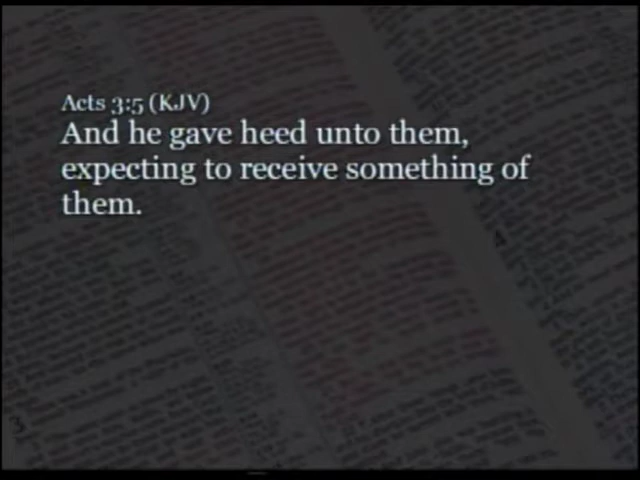 Acts 3:5 (KJV)
And he gave heed unto them,
expecting to receive something of
them.